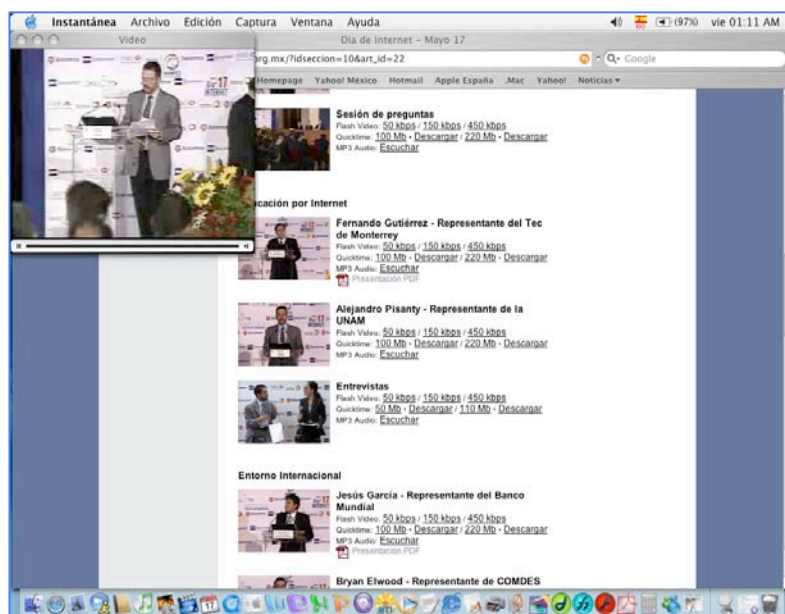 Instantánea Archivo Edición Captura Ventana Ayuda (97%) vie 01:11 AM
Video
Día de Internet – Mayo 17
org.mx/?idseccion=10&art_id=22 Google
Homepage Yahoo! México Hotmail Apple España .Mac Yahoo! Noticias
17
INTERNET
Sesión de preguntas
Flash Video: 50 kbps / 150 kbps / 450 kbps
Quicktime: 100 Mb - Descargar / 220 Mb - Descargar
MP3 Audio: Escuchar
ucación por Internet
Fernando Gutiérrez - Representante del Tec
de Monterrey
Flash Video: 50 kbps / 150 kbps / 450 kbps
Quicktime: 100 Mb - Descargar / 220 Mb - Descargar
MP3 Audio: Escuchar
Presentación PDF
Alejandro Pisanty - Representante de la
UNAM
Flash Video: 50 kbps / 150 kbps / 450 kbps
Quicktime: 100 Mb - Descargar / 220 Mb - Descargar
MP3 Audio: Escuchar
Entrevistas
Flash Video: 50 kbps / 150 kbps / 450 kbps
Quicktime: 50 Mb - Descargar / 110 Mb - Descargar
MP3 Audio: Escuchar
Entorno Internacional
Jesús García - Representante del Banco
Mundial
Flash Video: 50 kbps / 150 kbps / 450 kbps
Quicktime: 100 Mb - Descargar / 220 Mb - Descargar
MP3 Audio: Escuchar
Presentación PDF
Bryan Elwood - Representante de COMDES